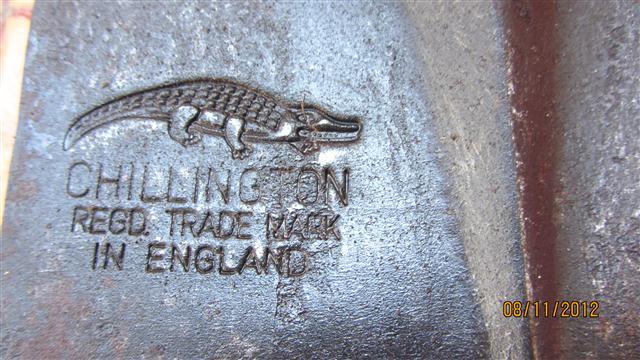 CHILLINGTON
REGD. TRADE MARK
IN ENGLAND
08/11/2012